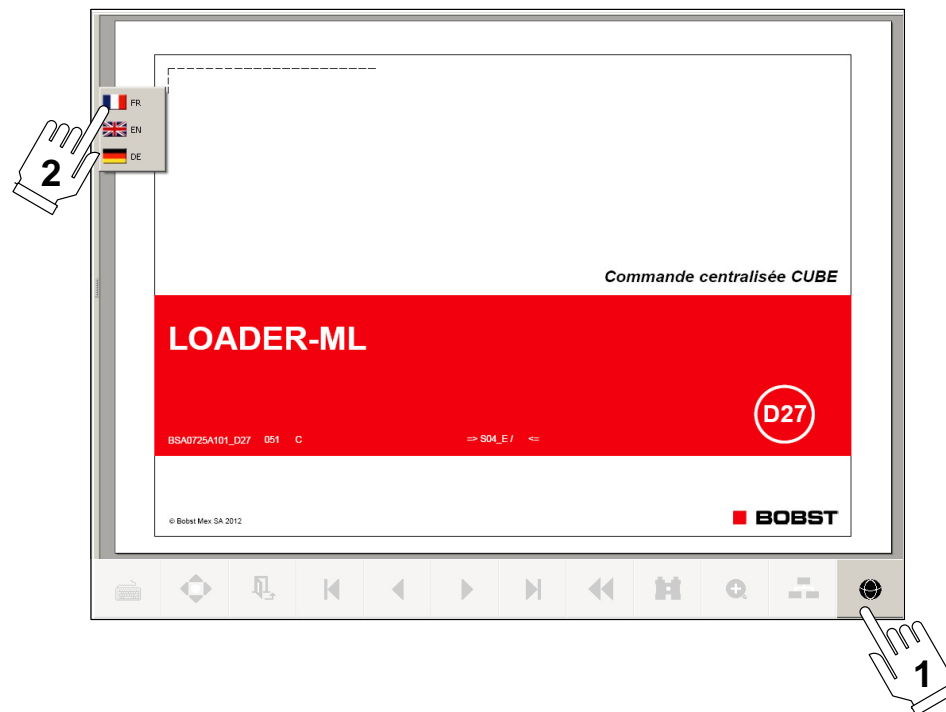 FR
EN
DE
2
Commande centralisée CUBE
LOADER-ML
D27
BSA0725A101_D27 051 C => S04_E / <=
© Bobst Mex SA 2012
BOBST
1